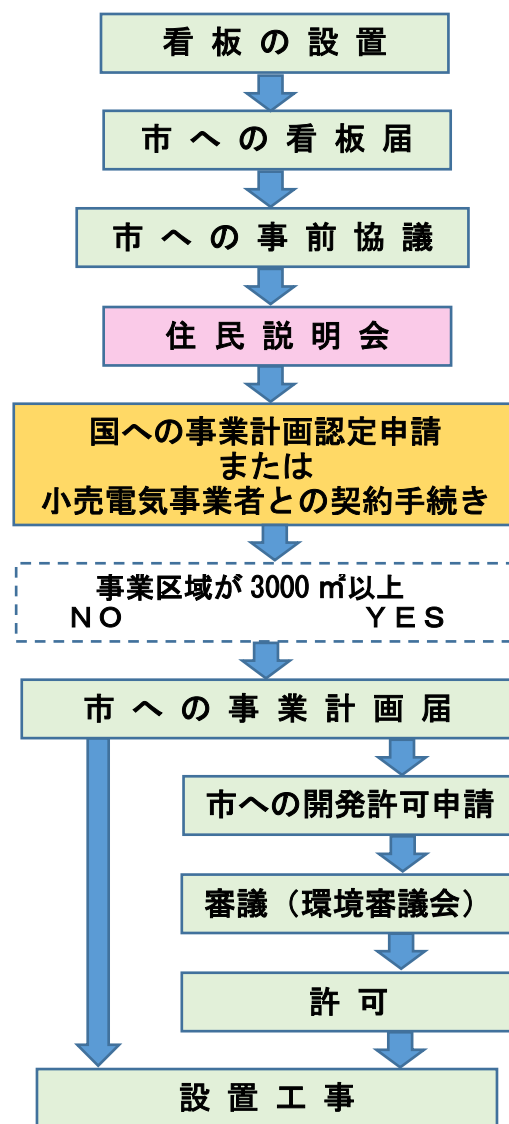 看板の設置
市への看板届
市への事前協議
住民説明会
国への事業計画認定申請
または
小売電気事業者との契約手続き
事業区域が 3000 ㎡以上
ＮＯ ＹＥＳ
市への事業計画届
市への開発許可申請
審議（環境審議会）
許可
設置工事